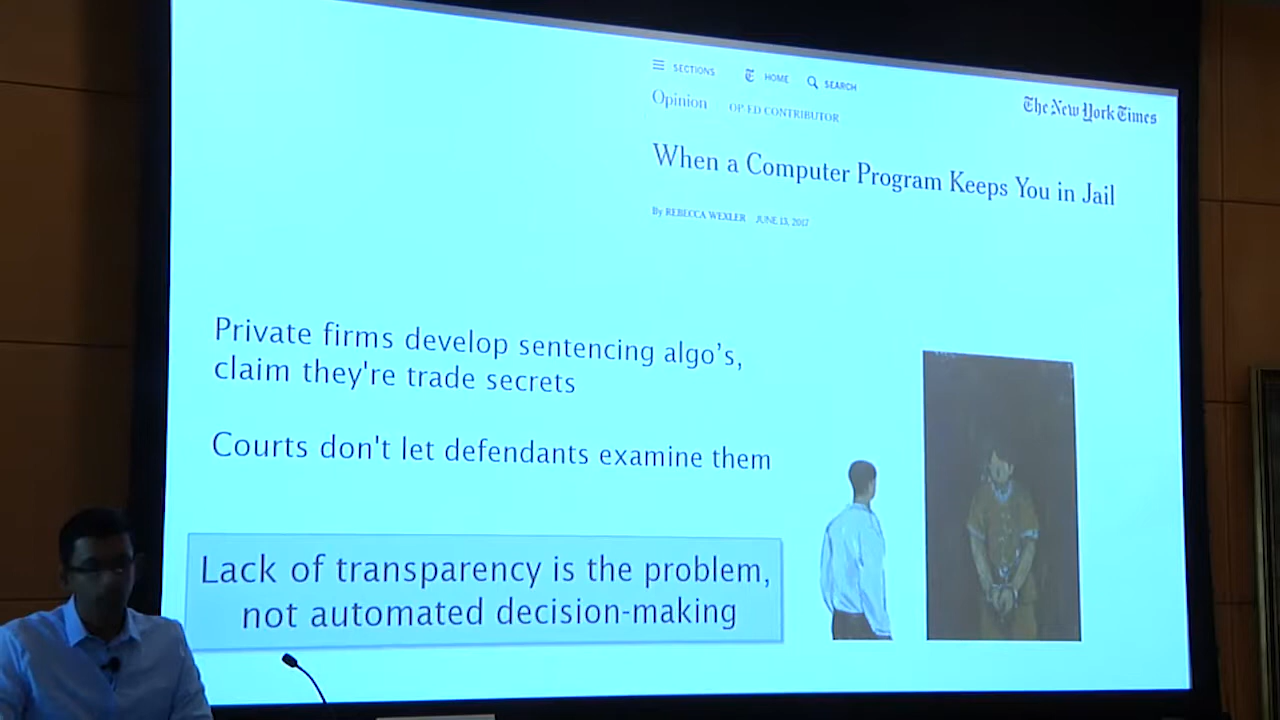 SECTIONS HOME SEARCH
The New York Times
Opinion OP-ED CONTRIBUTOR
When a Computer Program Keeps You in Jail
By REBECCA WEXLER JUNE 13, 2017
Private firms develop sentencing algo's,
claim they're trade secrets
Courts don't let defendants examine them
Lack of transparency is the problem,
not automated decision-making